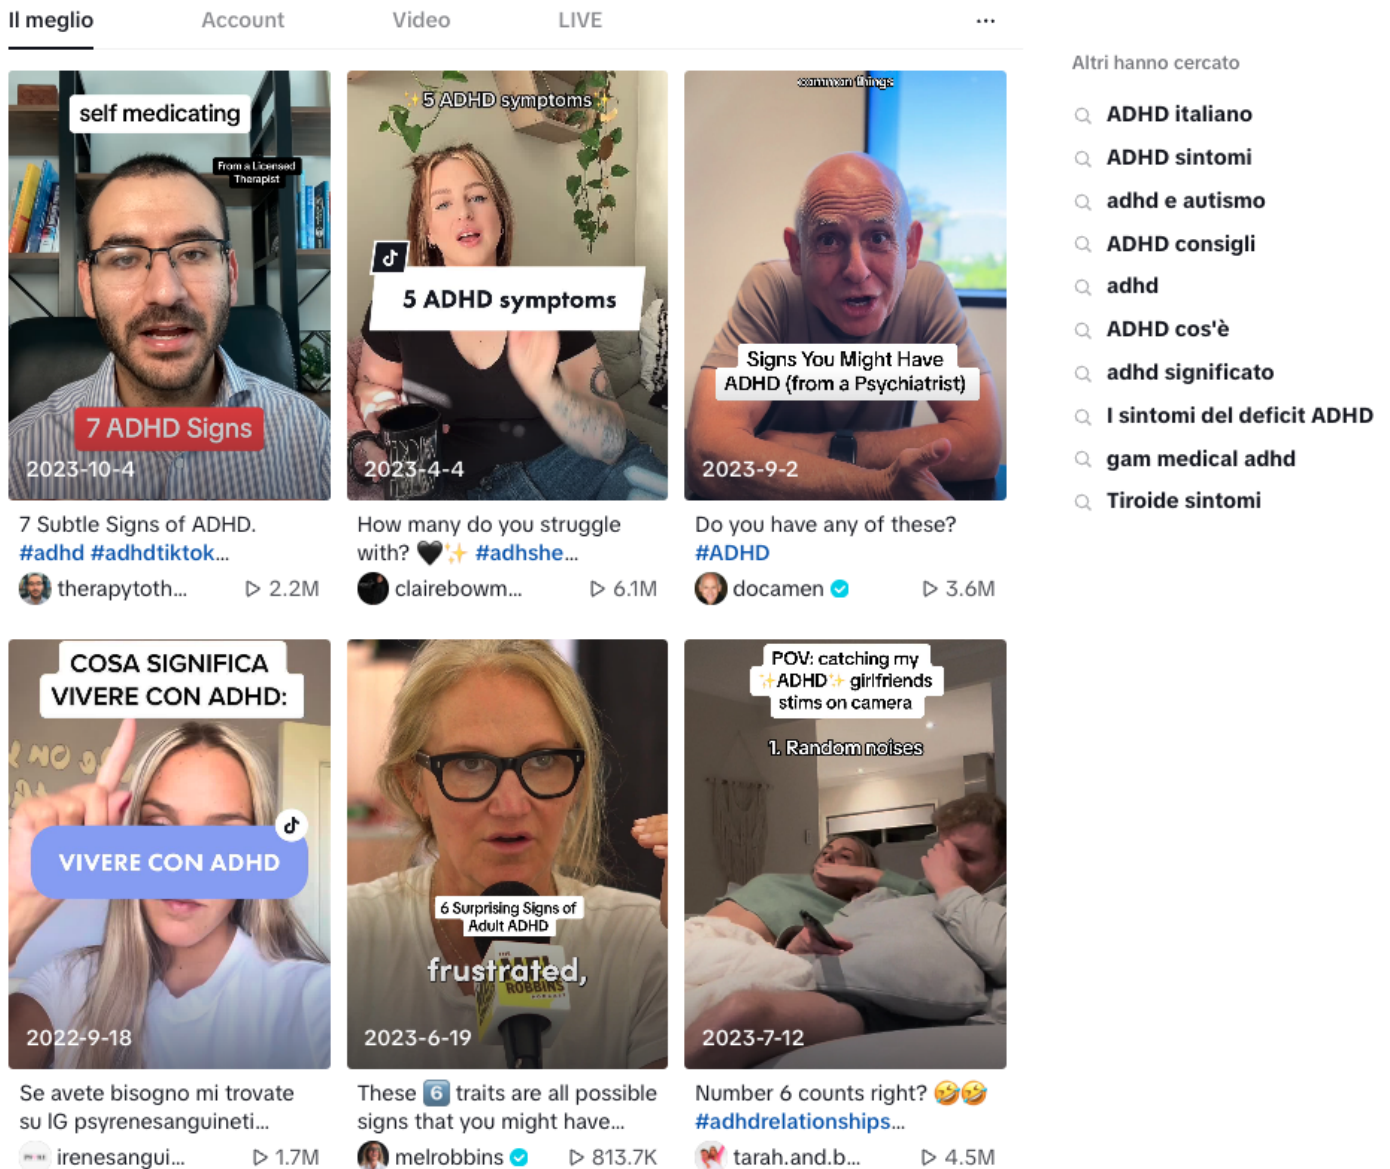 Il meglio
Account
Video
LIVE
...
self medicating
From a Licensed
Therapist
7 ADHD Signs
2023-10-4
7 Subtle Signs of ADHD.
#adhd #adhdtiktok...
therapytoth...
2.2M
5 ADHD symptoms
5 ADHD symptoms
2023-4-4
How many do you struggle
with? 🖤✨ #adhshe...
clairebowm...
6.1M
common things
Signs You Might Have
ADHD (from a Psychiatrist)
2023-9-2
Do you have any of these?
#ADHD
docamen
3.6M
COSA SIGNIFICA
VIVERE CON ADHD:
VIVERE CON ADHD
2022-9-18
Se avete bisogno mi trovate
su IG psyrenesanguineti...
irenesangui...
1.7M
6 Surprising Signs of
Adult ADHD
frustrated,
ROBBINS
2023-6-19
These 6️⃣ traits are all possible
signs that you might have...
melrobbins
813.7K
POV: catching my
✨ADHD✨ girlfriends
stims on camera
1. Random noises
2023-7-12
Number 6 counts right? 🤣🤣
#adhdrelationships...
tarah.and.b...
4.5M
Altri hanno cercato
ADHD italiano
ADHD sintomi
adhd e autismo
ADHD consigli
adhd
ADHD cos'è
adhd significato
I sintomi del deficit ADHD
gam medical adhd
Tiroide sintomi